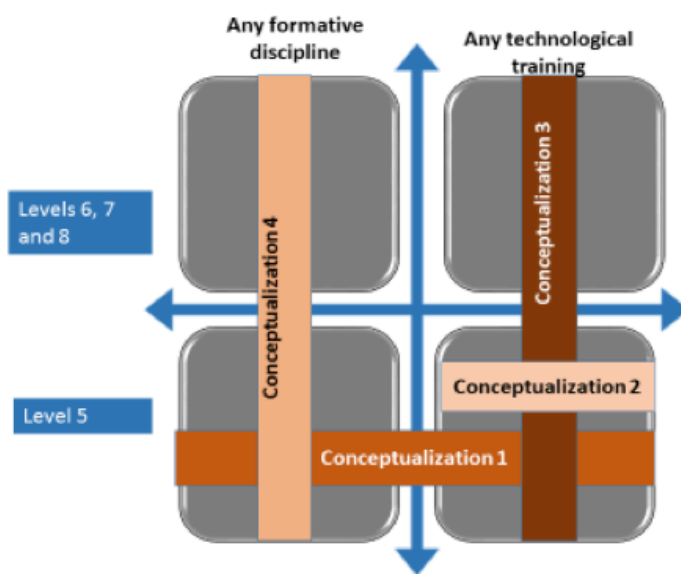 Any formative
discipline
Any technological
training
Levels 6, 7
and 8
Conceptualization 4
Conceptualization 3
Level 5
Conceptualization 2
Conceptualization 1